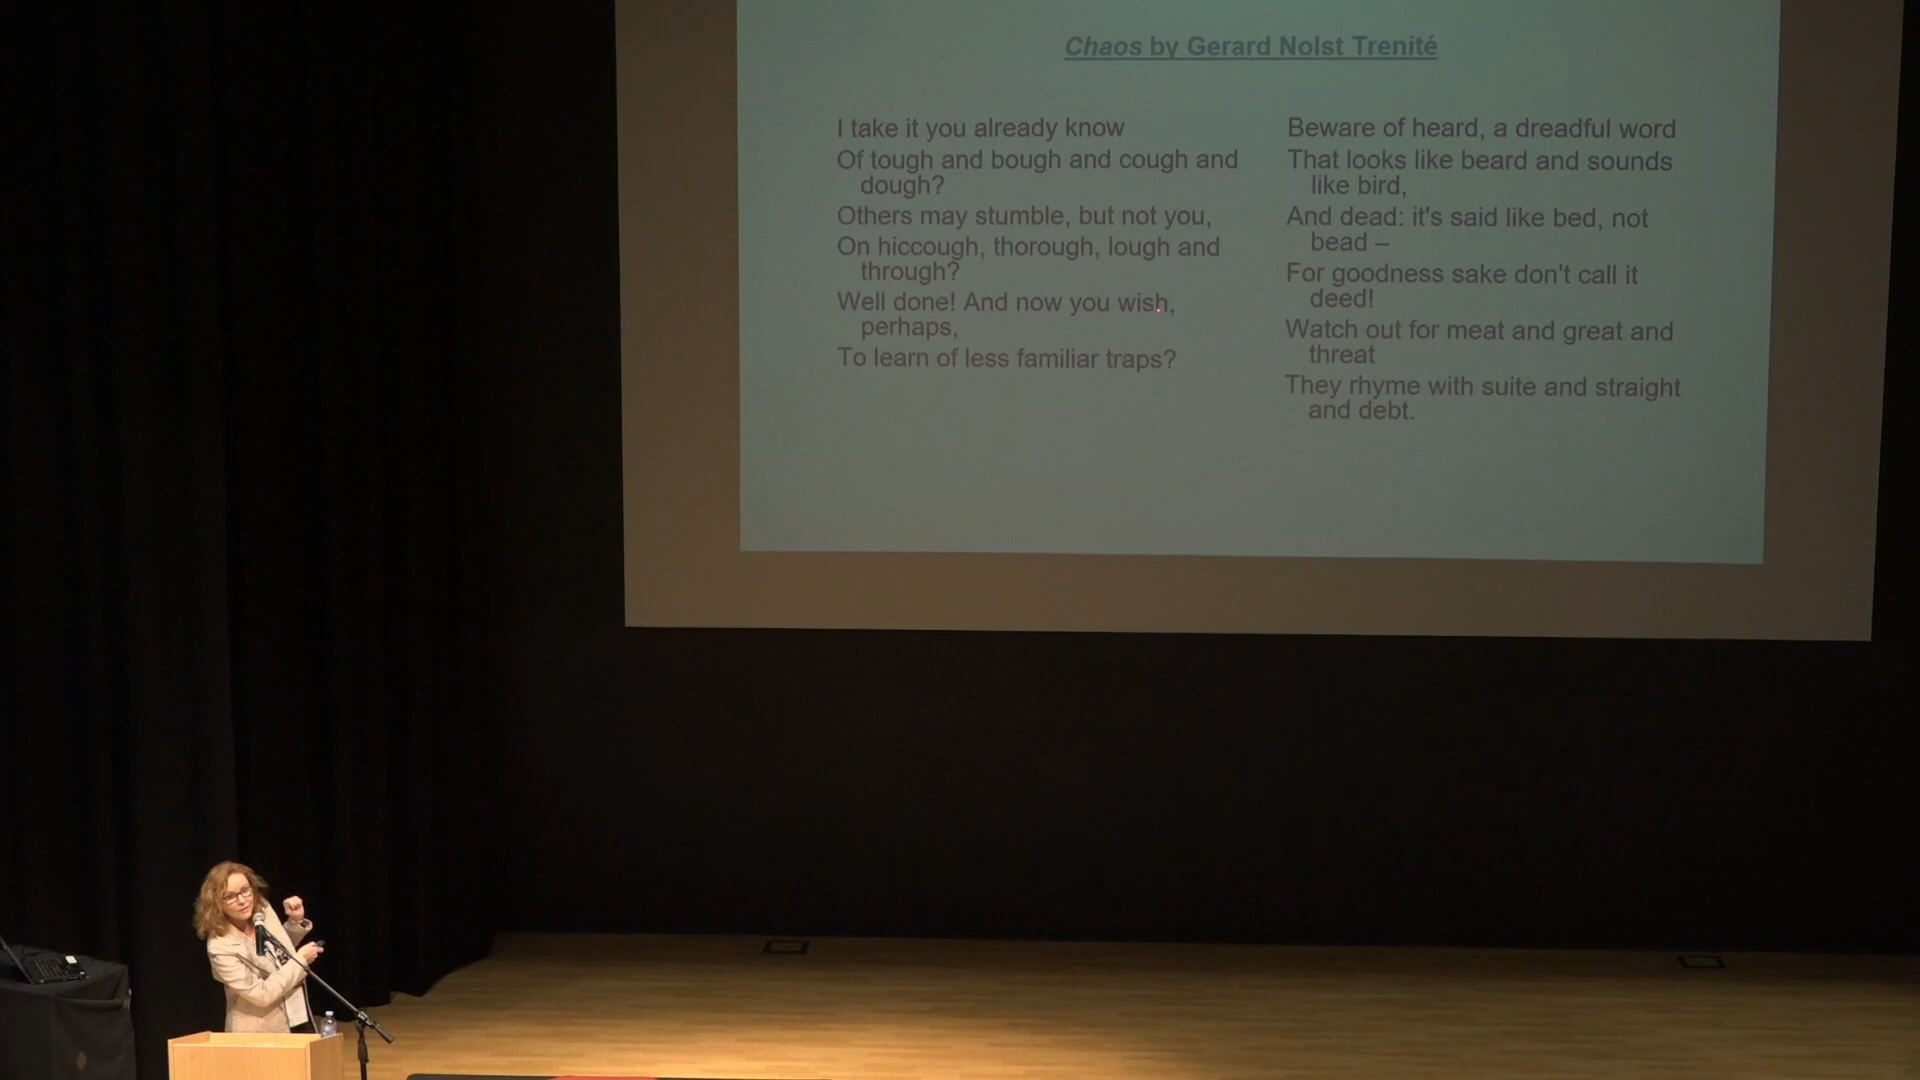 Chaos by Gerard Nolst Trenité
I take it you already know
Of tough and bough and cough and
dough?
Others may stumble, but not you,
On hiccough, thorough, lough and
through?
Well done! And now you wish,
perhaps,
To learn of less familiar traps?
Beware of heard, a dreadful word
That looks like beard and sounds
like bird,
And dead: it's said like bed, not
bead –
For goodness sake don't call it
deed!
Watch out for meat and great and
threat
They rhyme with suite and straight
and debt.